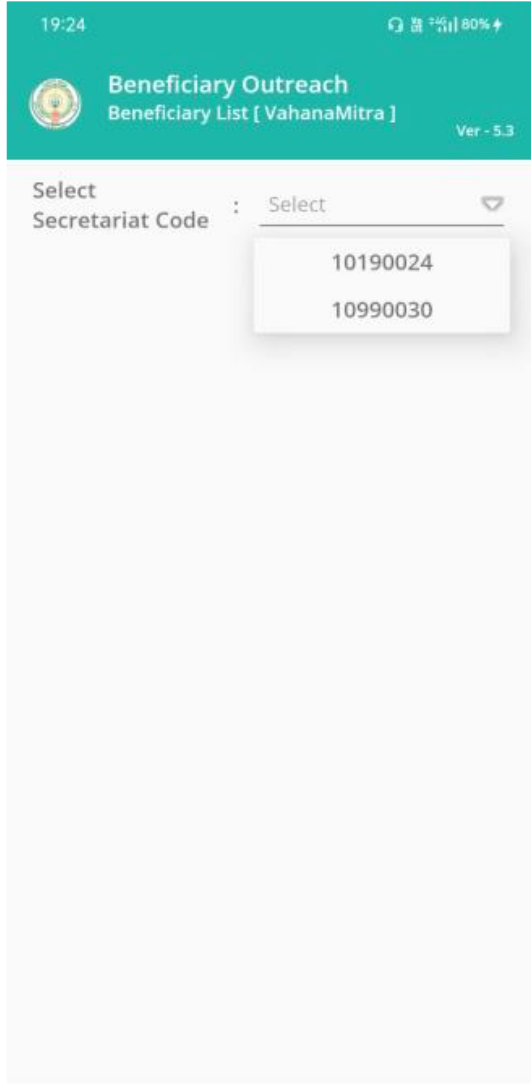 19:24
80%
Beneficiary Outreach
Beneficiary List [ VahanaMitra ]
Ver - 5.3
Select
Secretariat Code : Select
10190024
10990030